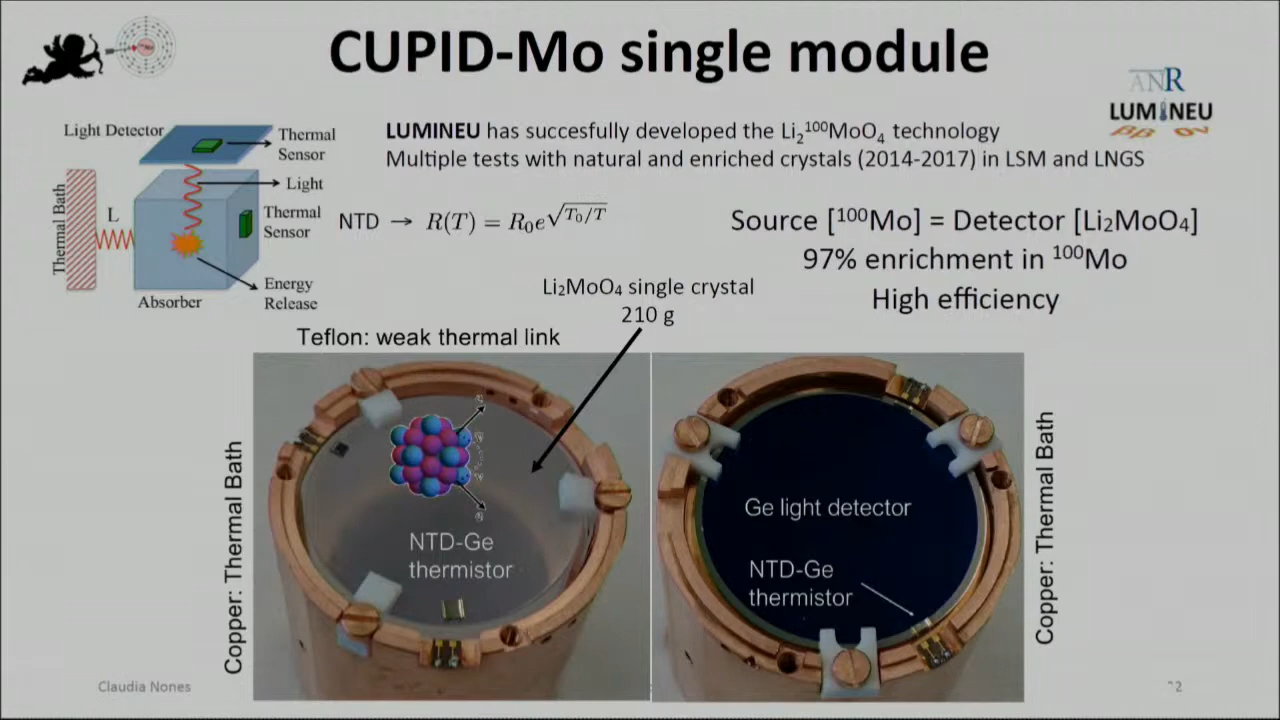 CUPID-Mo single module
ANR
LUMINEU
ββ 0ν
Light Detector
Thermal
Sensor
Light
Thermal Bath
L
Thermal
Sensor
Energy
Release
Absorber
LUMINEU has succesfully developed the Li₂¹⁰⁰MoO₄ technology
Multiple tests with natural and enriched crystals (2014-2017) in LSM and LNGS
NTD → R(T) = R₀e^√(T₀/T)
Source [¹⁰⁰Mo] = Detector [Li₂MoO₄]
97% enrichment in ¹⁰⁰Mo
High efficiency
Li₂MoO₄ single crystal
210 g
Teflon: weak thermal link
Copper: Thermal Bath
NTD-Ge
thermistor
Ge light detector
NTD-Ge
thermistor
Copper: Thermal Bath
Claudia Nones